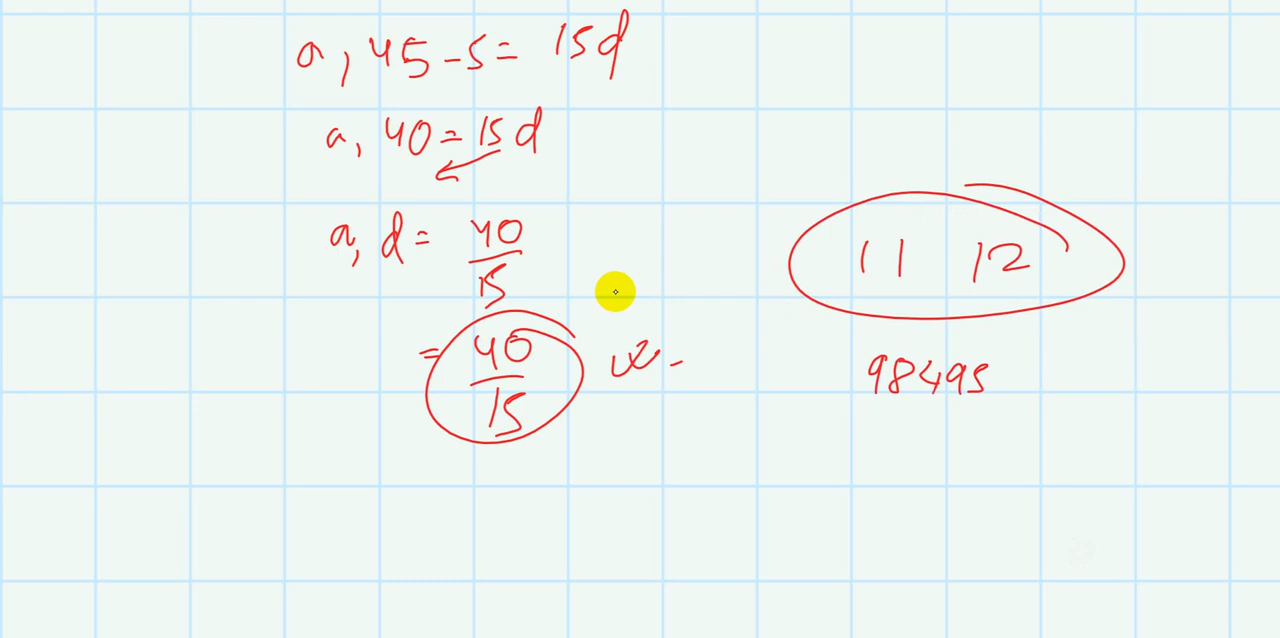 a, 45 - 5 = 15d
a, 40 = 15d
a, d = 40/15
= 40/15
11 12
98495